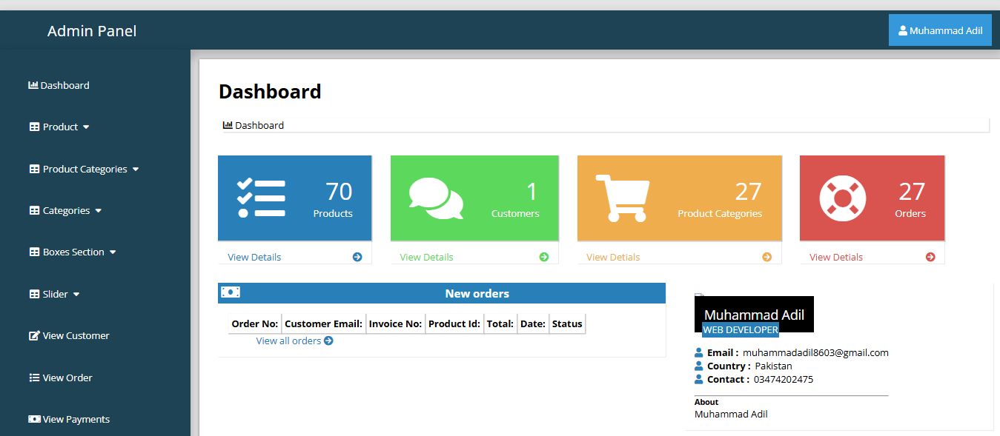 Admin Panel
Muhammad Adil
Dashboard
Product
Product Categories
Categories
Boxes Section
Slider
View Customer
View Order
View Payments
Dashboard
Dashboard
70
Products
View Details
1
Customers
View Details
27
Product Categories
View Detials
27
Orders
View Detials
New orders
Order No: Customer Email: Invoice No: Product Id: Total: Date: Status
View all orders
Muhammad Adil
WEB DEVELOPER
Email : muhammadadil8603@gmail.com
Country : Pakistan
Contact : 03474202475
About
Muhammad Adil